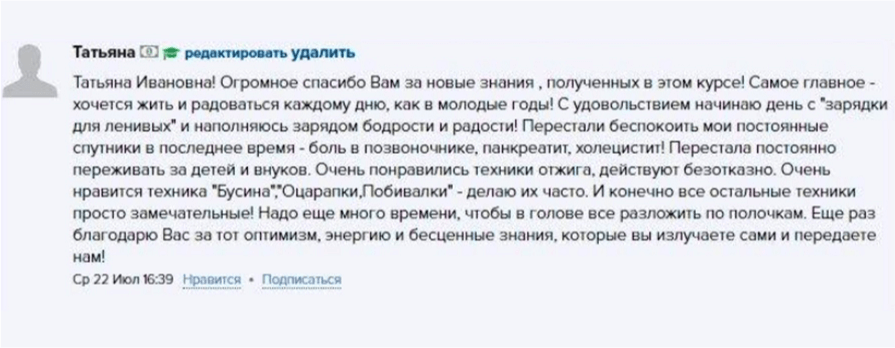 Татьяна редактировать удалить
Татьяна Ивановна! Огромное спасибо Вам за новые знания , полученных в этом курсе! Самое главное -
хочется жить и радоваться каждому дню, как в молодые годы! С удовольствием начинаю день с "зарядки
для ленивых" и наполняюсь зарядом бодрости и радости! Перестали беспокоить мои постоянные
спутники в последнее время - боль в позвоночнике, панкреатит, холецистит! Перестала постоянно
переживать за детей и внуков. Очень понравились техники отжига, действуют безотказно. Очень
нравится техника "Бусина","Оцарапки,Побивалки" - делаю их часто. И конечно все остальные техники
просто замечательные! Надо еще много времени, чтобы в голове все разложить по полочкам. Еще раз
благодарю Вас за тот оптимизм, энергию и бесценные знания, которые вы излучаете сами и передаете
нам!
Ср 22 Июл 16:39 Нравится • Подписаться